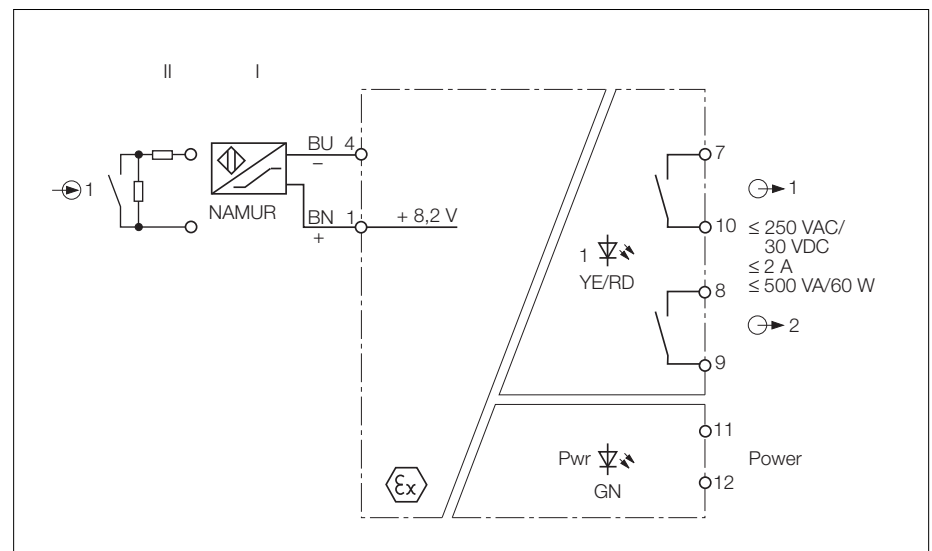 II I
BU 4
–
1
NAMUR
BN 1
+
+ 8,2 V
7
1
10
≤ 250 VAC/
30 VDC
≤ 2 A
≤ 500 VA/60 W
1
YE/RD
8
2
9
11
Pwr
GN
Power
12
Ex